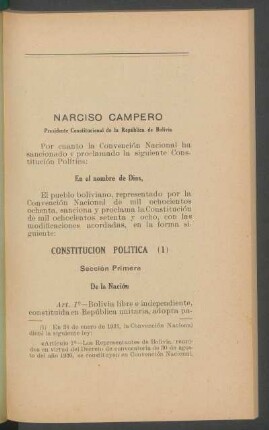 NARCISO CAMPERO
Presidente Constitucional de la República de Bolivia
Por cuanto la Convención Nacional ha
sancionado y proclamado la siguiente Cons-
titución Política:
En el nombre de Dios,
El pueblo boliviano, representado por la
Convención Nacional de mil ochocientos
ochenta, sanciona y proclama la Constitución
de mil ochocientos setenta y ocho, con las
modificaciones acordadas, en la forma si-
guiente:
CONSTITUCION POLITICA (1)
Sección Primera
De la Nación
Art. 1º—Bolivia libre e independiente,
constituida en República unitaria, adopta pa-
(1) En 24 de enero de 1921, la Convención Nacional
dictó la siguiente ley:
«Artículo 1º—Los Representantes de Bolivia, reuni-
dos en virtud del Decreto de convocatoria de 30 de agos-
to del año 1920, se constituyen en Convención Nacional,